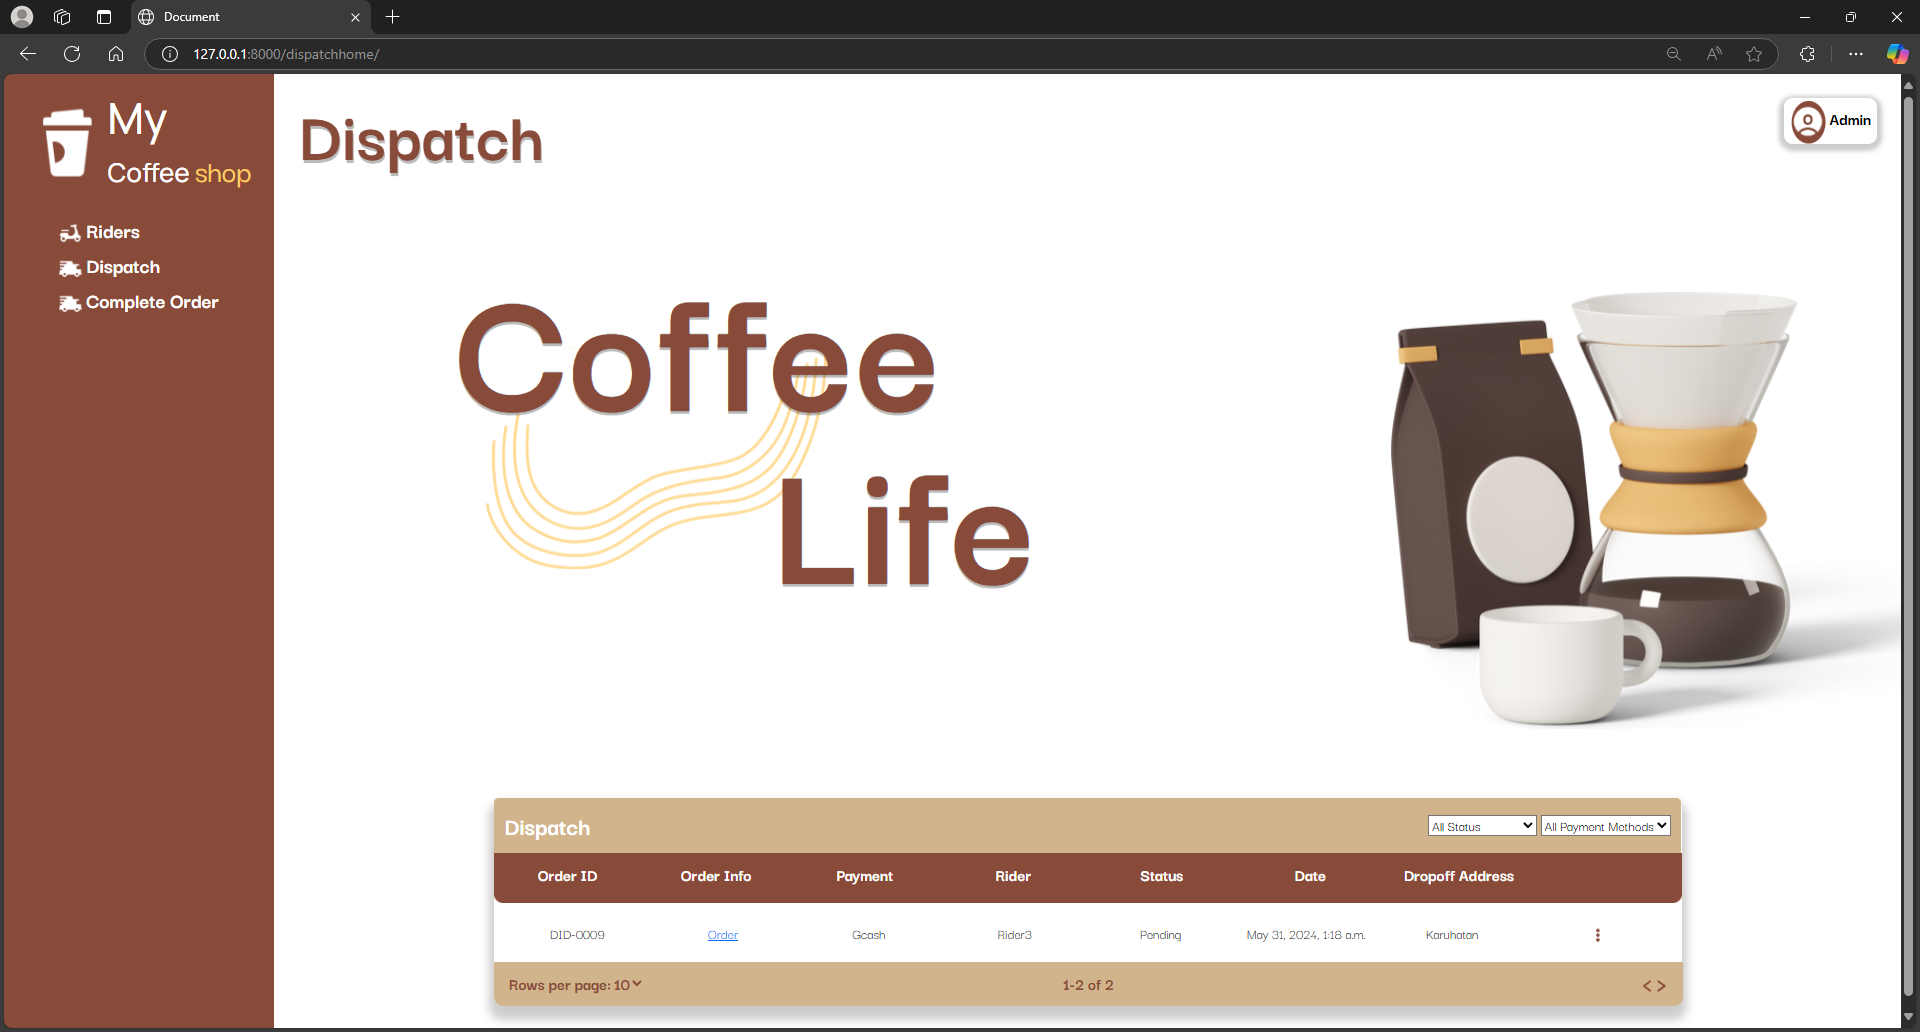 Document
127.0.0.1:8000/dispatchhome/
My
Coffee shop
Riders
Dispatch
Complete Order
Dispatch
Admin
Coffee
Life
Dispatch
All Status
All Payment Methods
Order ID Order Info Payment Rider Status Date Dropoff Address
DID-0009 Order Gcash Rider3 Pending May 31, 2024, 1:18 a.m. Karuhatan
Rows per page: 10 1-2 of 2 < >